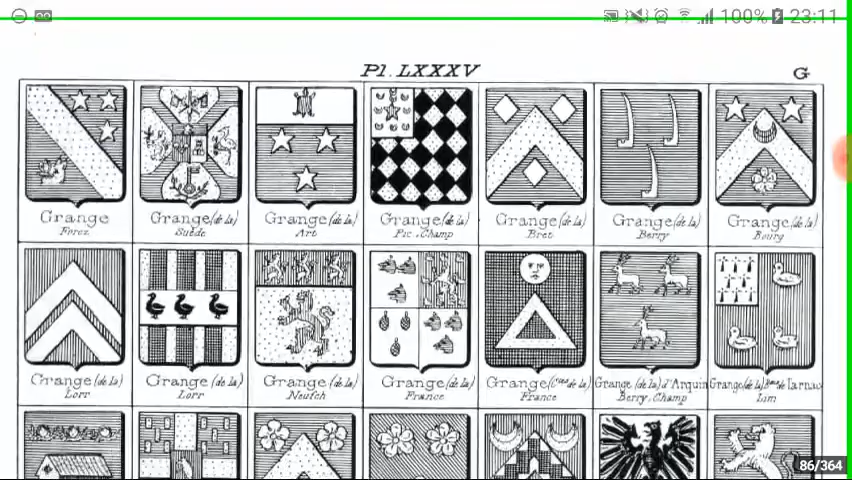 100% 23:11
Pl. LXXXV G
Grange Grange (de la) Grange (de la) Grange (de la) Grange (de la) Grange (de la) Grange (de la)
Forez Suède Art Pic. Champ Bret Berry Bourg
Grange (de la) Grange (de la) Grange (de la) Grange (de la) Grange (Ctes de la) Grange (de la) d'Arquin Grange (de la) de Tarnac
Lorr Lorr Neufch France France Berry, Champ Lim
86/364